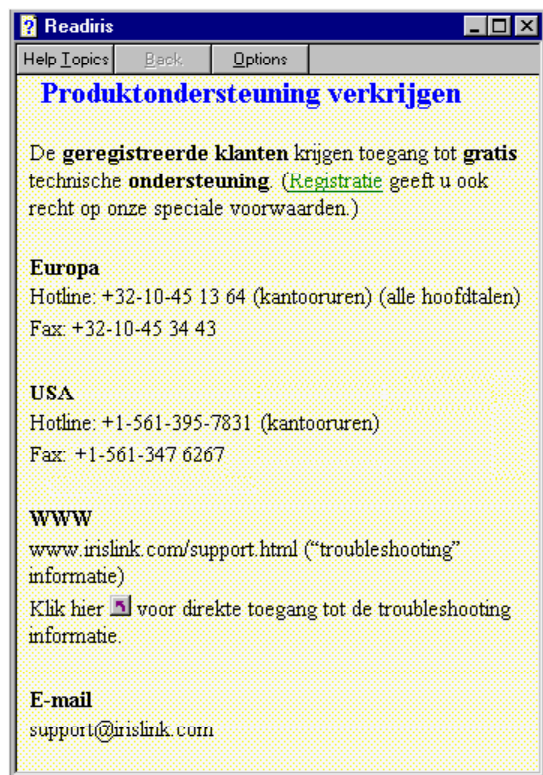 Readiris
Help Topics Back Options
Produktondersteuning verkrijgen
De geregistreerde klanten krijgen toegang tot gratis
technische ondersteuning. (Registratie geeft u ook
recht op onze speciale voorwaarden.)
Europa
Hotline: +32-10-45 13 64 (kantooruren) (alle hoofdtalen)
Fax: +32-10-45 34 43
USA
Hotline: +1-561-395-7831 (kantooruren)
Fax: +1-561-347 6267
WWW
www.irislink.com/support.html (“troubleshooting”
informatie)
Klik hier voor direkte toegang tot de troubleshooting
informatie.
E-mail
support@irislink.com